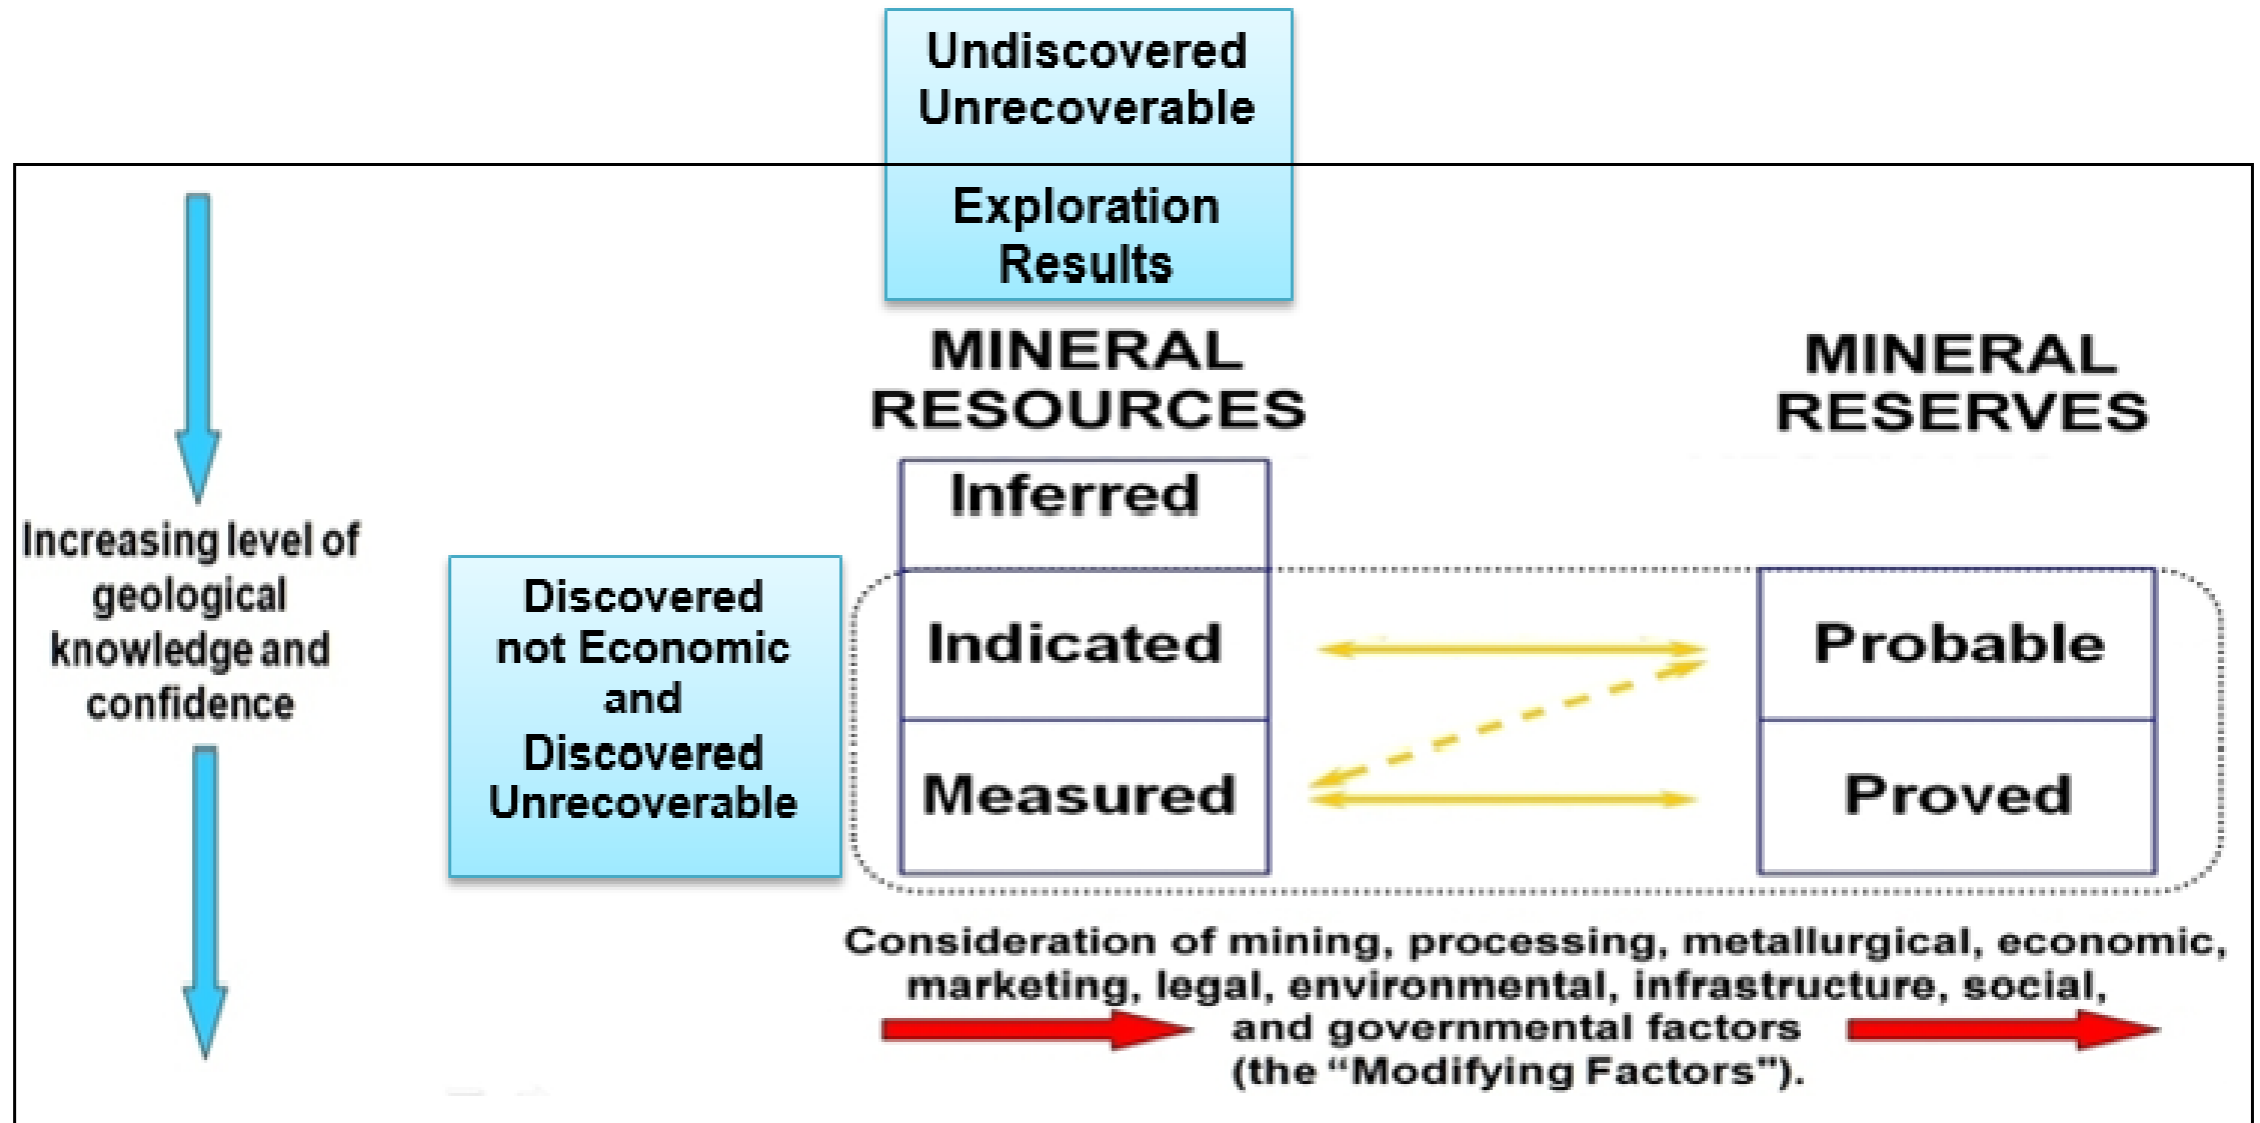 Undiscovered
Unrecoverable
Exploration
Results
MINERAL
RESOURCES
MINERAL
RESERVES
Increasing level of
geological
knowledge and
confidence
Discovered
not Economic
and
Discovered
Unrecoverable
Inferred
Indicated
Measured
Probable
Proved
Consideration of mining, processing, metallurgical, economic,
marketing, legal, environmental, infrastructure, social,
and governmental factors
(the “Modifying Factors").